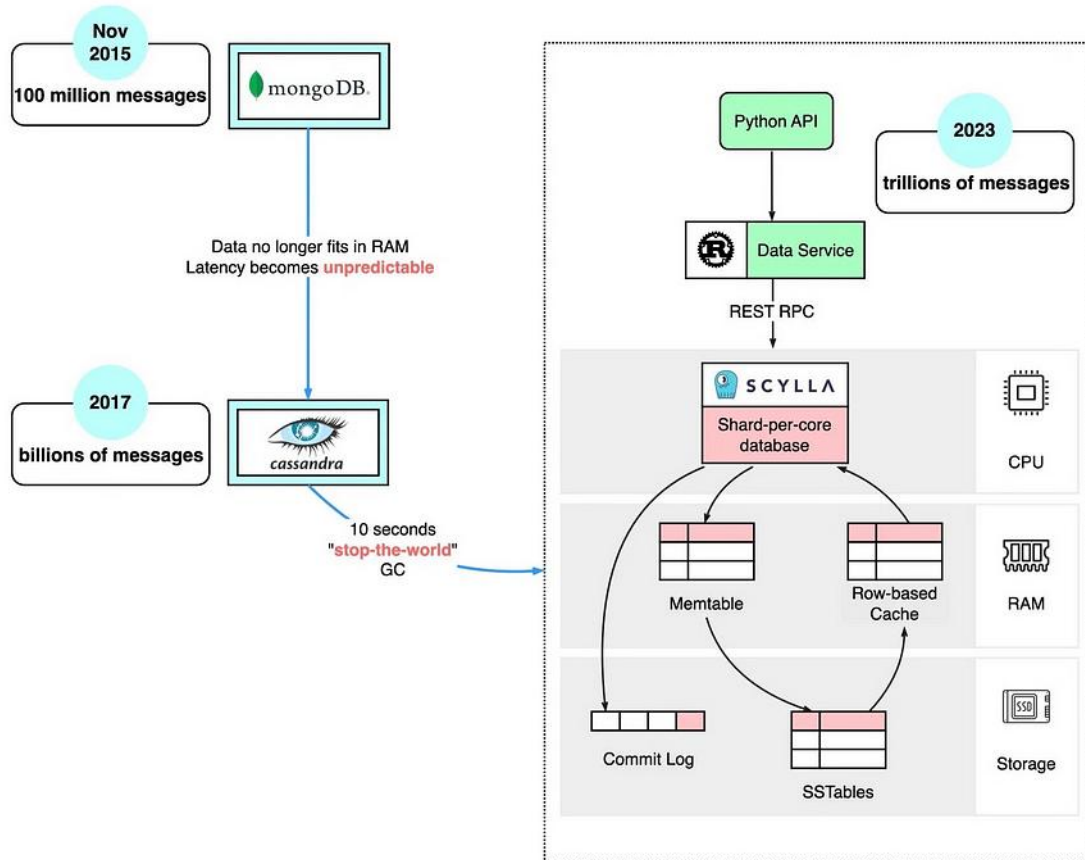 Nov
2015
100 million messages
mongoDB®
Data no longer fits in RAM
Latency becomes unpredictable
2017
billions of messages
cassandra
10 seconds
"stop-the-world"
GC
Python API
2023
trillions of messages
R
Data Service
REST RPC
SCYLLA
Shard-per-core
database
CPU
Memtable
Row-based
Cache
RAM
Commit Log
SSTables
SSD
Storage